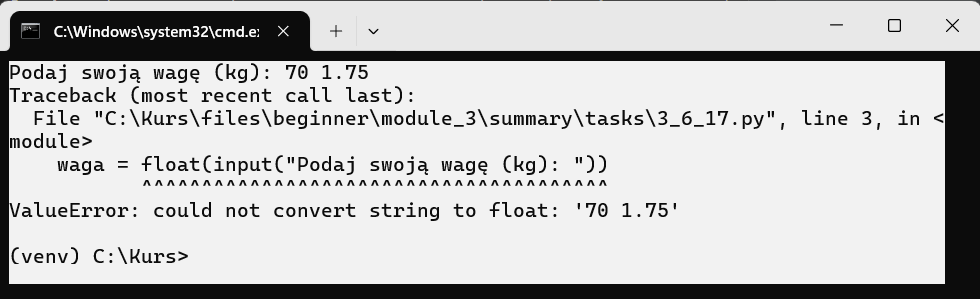 C:\Windows\system32\cmd.e:
Podaj swoją wagę (kg): 70 1.75
Traceback (most recent call last):
  File "C:\Kurs\files\beginner\module_3\summary\tasks\3_6_17.py", line 3, in <
module>
    waga = float(input("Podaj swoją wagę (kg): "))
           ^^^^^^^^^^^^^^^^^^^^^^^^^^^^^^^^^^^^^^^
ValueError: could not convert string to float: '70 1.75'
(venv) C:\Kurs>